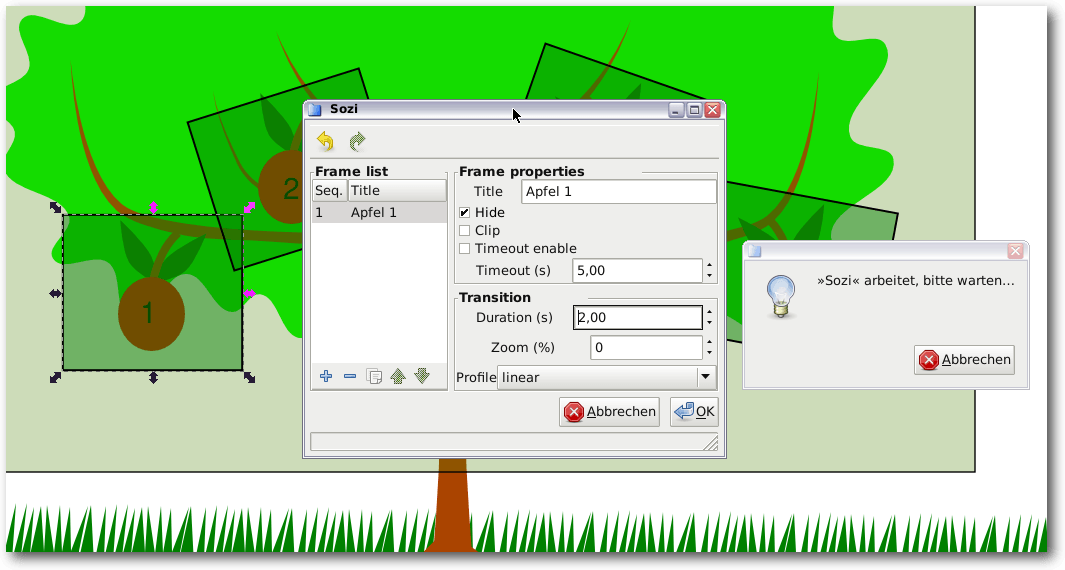 Sozi
Frame list
Seq. Title
1 Apfel 1
Frame properties
Title Apfel 1
Hide
Clip
Timeout enable
Timeout (s) 5,00
Transition
Duration (s) 2,00
Zoom (%) 0
Profile linear
Abbrechen OK
»Sozi« arbeitet, bitte warten...
Abbrechen
2
1